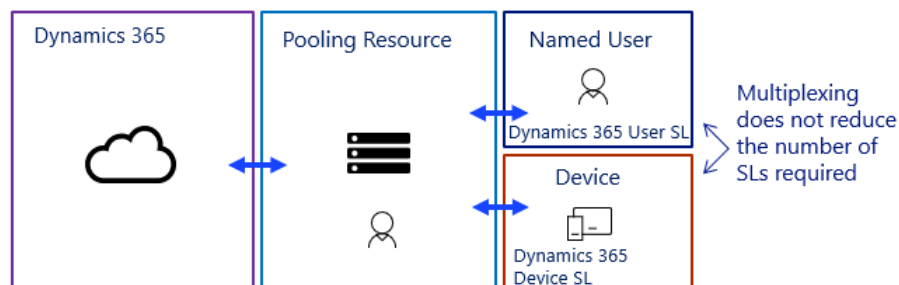 Dynamics 365
Pooling Resource
Named User
Dynamics 365 User SL
Device
Dynamics 365
Device SL
Multiplexing
does not reduce
the number of
SLs required